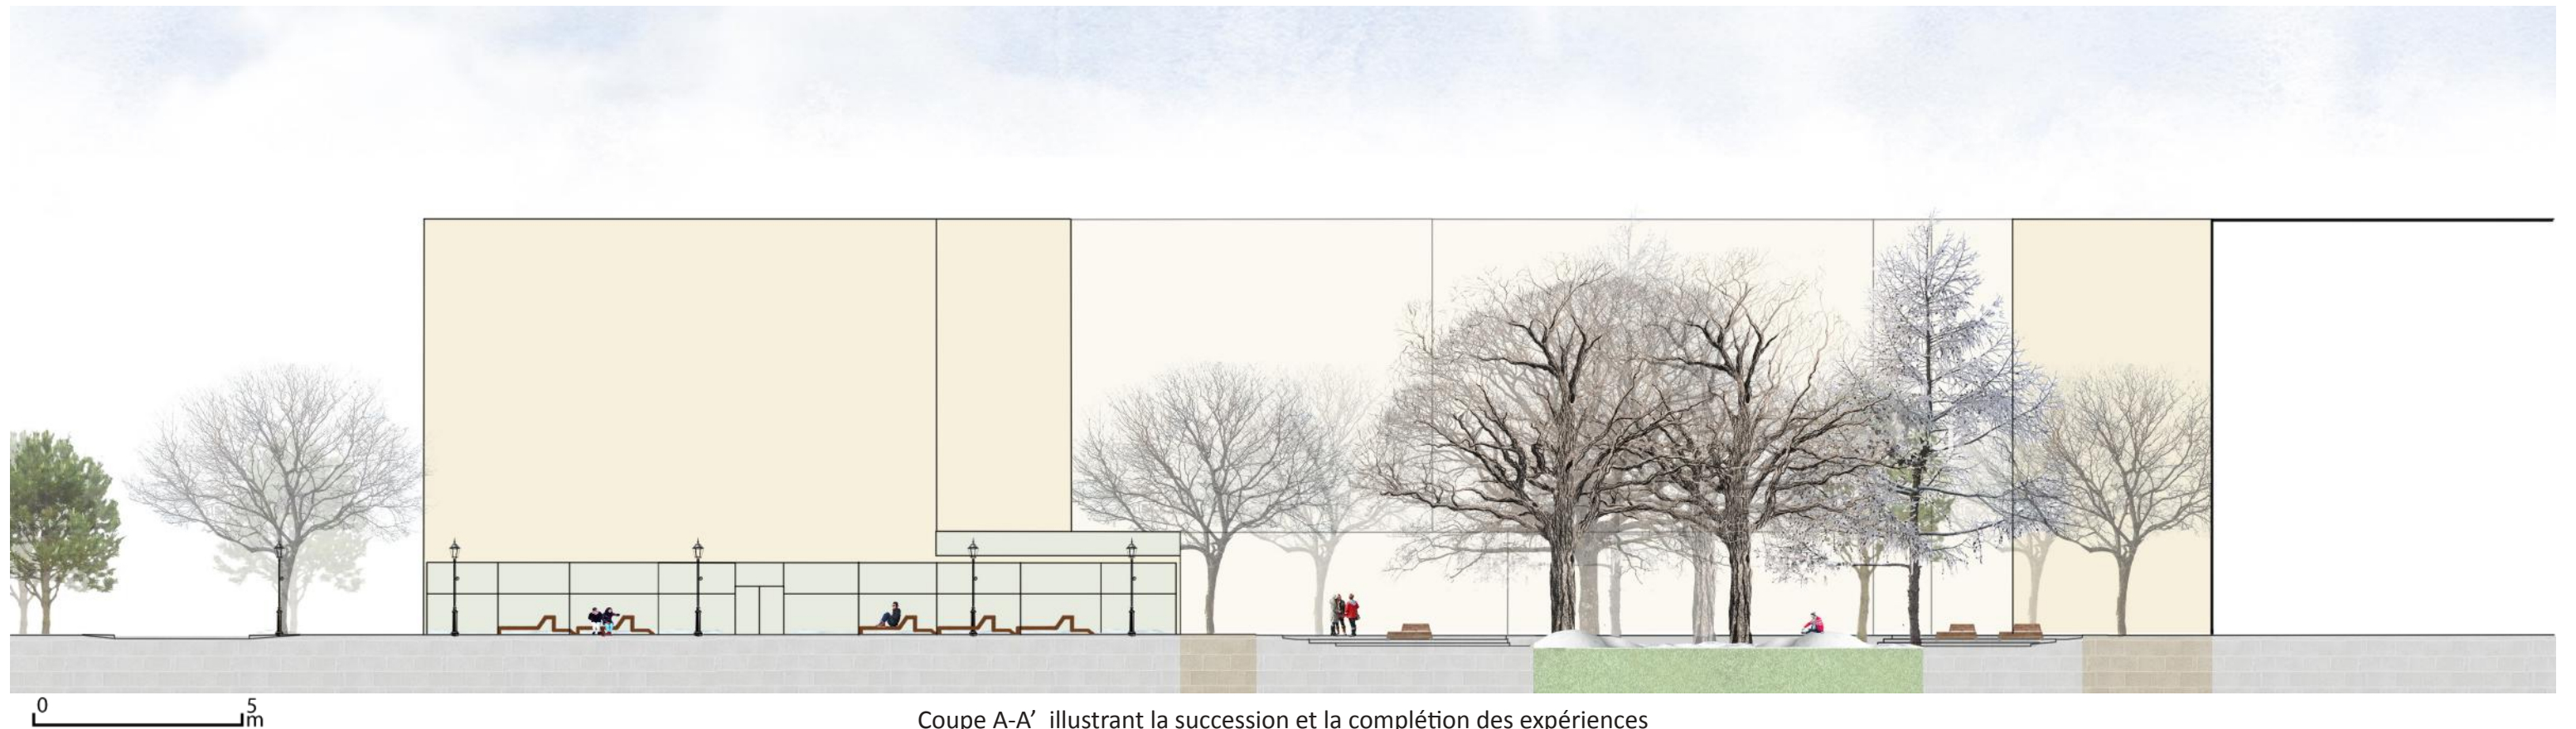 0 5
m
Coupe A-A’ illustrant la succession et la complétion des expériences